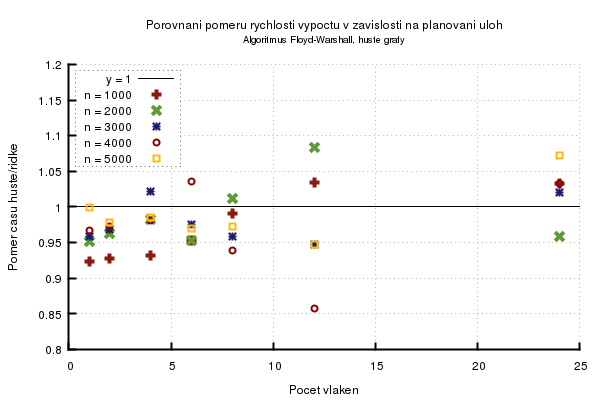 Porovnani pomeru rychlosti vypoctu v zavislosti na planovani uloh
Algoritmus Floyd-Warshall, huste grafy
Pomer casu huste/ridke
1.2
1.15
1.1
1.05
1
0.95
0.9
0.85
0.8
y = 1
n = 1000
n = 2000
n = 3000
n = 4000
n = 5000
0 5 10 15 20 25
Pocet vlaken